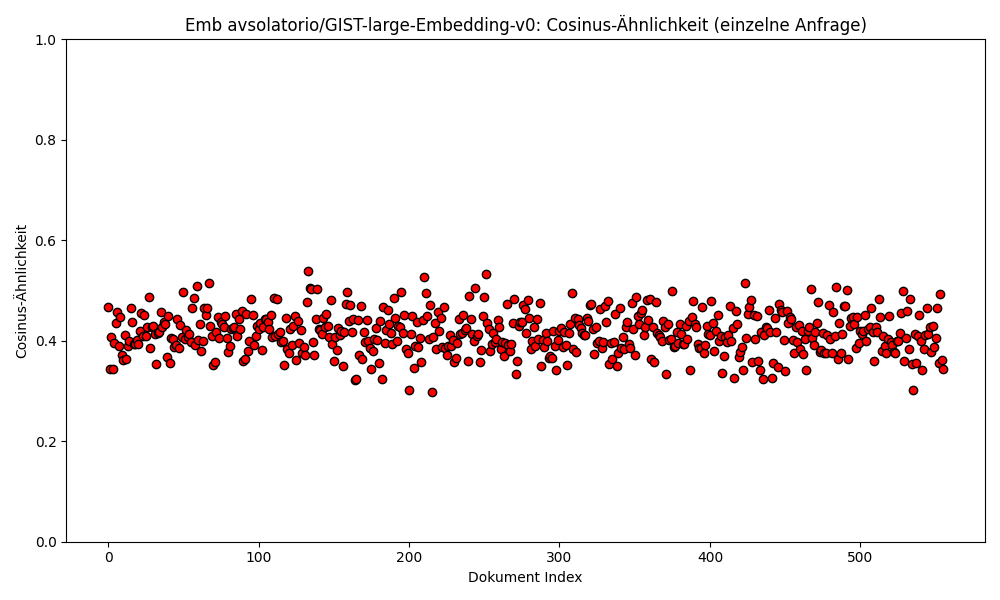 Emb avsolatorio/GIST-large-Embedding-v0: Cosinus-Ähnlichkeit (einzelne Anfrage)
1.0
0.8
0.6
0.4
0.2
0.0
Cosinus-Ähnlichkeit
0 100 200 300 400 500
Dokument Index